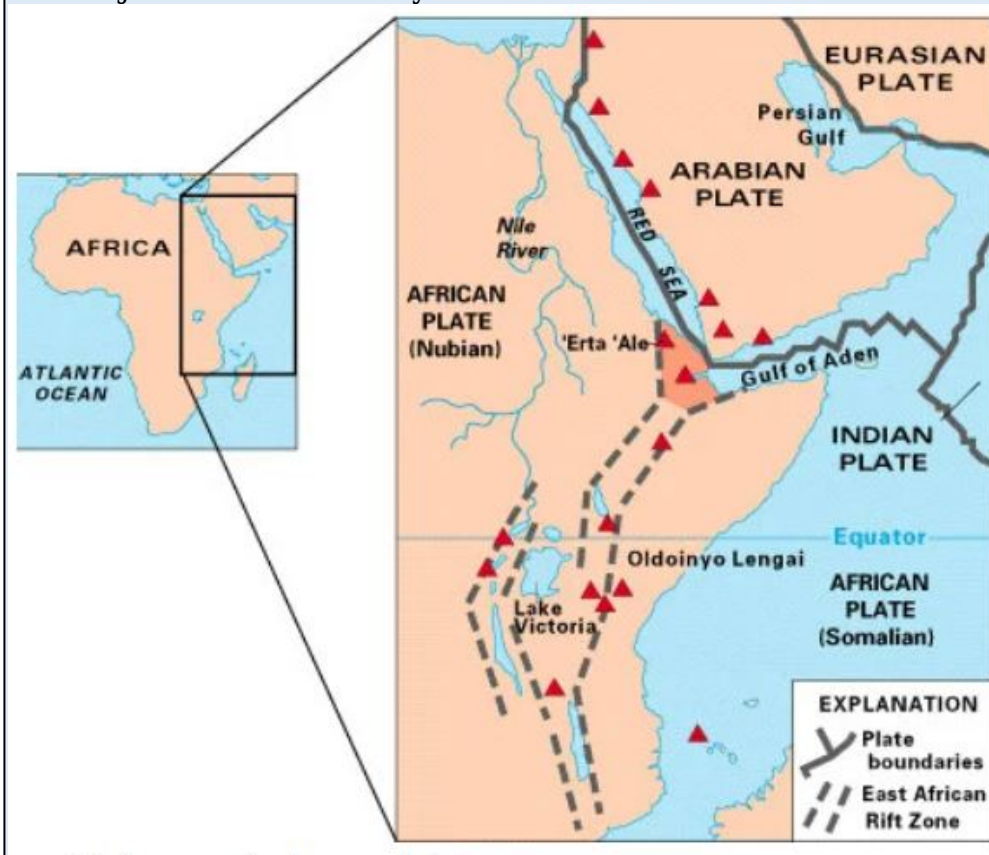 AFRICA
ATLANTIC
OCEAN
EURASIAN
PLATE
Persian
Gulf
ARABIAN
PLATE
RED
SEA
Nile
River
AFRICAN
PLATE
(Nubian)
'Erta 'Ale
Gulf of Aden
INDIAN
PLATE
Equator
Oldoinyo Lengai
AFRICAN
PLATE
(Somalian)
Lake
Victoria
EXPLANATION
Plate
boundaries
East African
Rift Zone